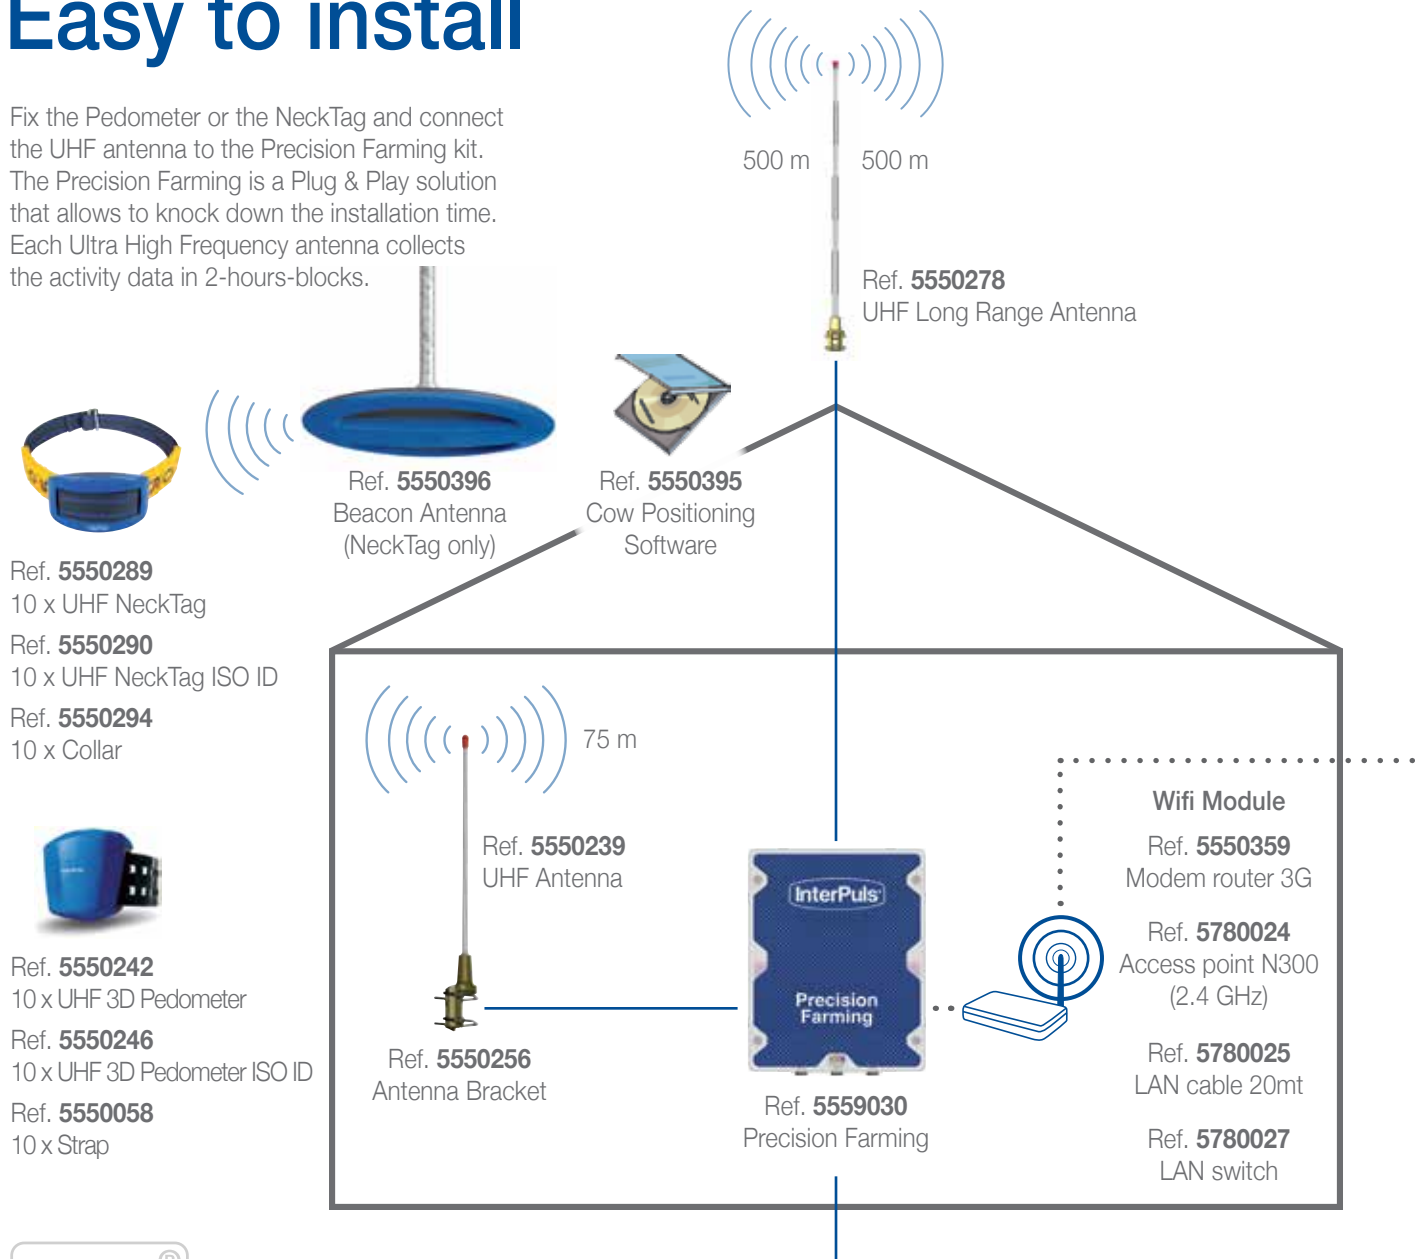 Easy to install
Fix the Pedometer or the NeckTag and connect
the UHF antenna to the Precision Farming kit.
The Precision Farming is a Plug & Play solution
that allows to knock down the installation time.
Each Ultra High Frequency antenna collects
the activity data in 2-hours-blocks.
500 m
500 m
Ref. 5550278
UHF Long Range Antenna
Ref. 5550396
Beacon Antenna
(NeckTag only)
Ref. 5550395
Cow Positioning
Software
Ref. 5550289
10 x UHF NeckTag
Ref. 5550290
10 x UHF NeckTag ISO ID
Ref. 5550294
10 x Collar
Ref. 5550242
10 x UHF 3D Pedometer
Ref. 5550246
10 x UHF 3D Pedometer ISO ID
Ref. 5550058
10 x Strap
75 m
Ref. 5550239
UHF Antenna
Ref. 5550256
Antenna Bracket
InterPuls
Precision
Farming
Ref. 5559030
Precision Farming
Wifi Module
Ref. 5550359
Modem router 3G
Ref. 5780024
Access point N300
(2.4 GHz)
Ref. 5780025
LAN cable 20mt
Ref. 5780027
LAN switch
®